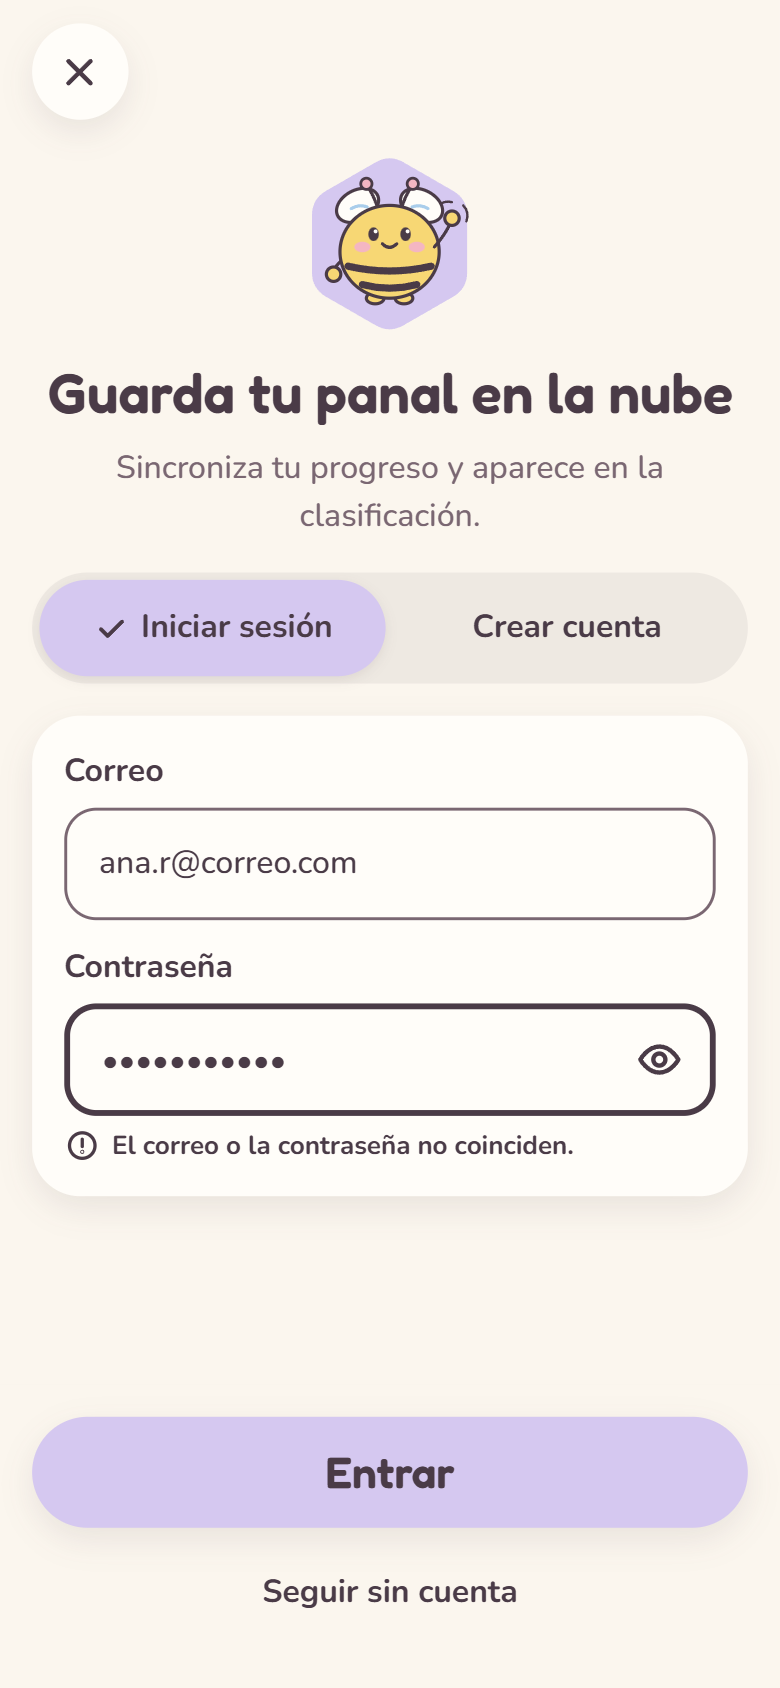 Guarda tu panal en la nube
Sincroniza tu progreso y aparece en la
clasificación.
Iniciar sesión
Crear cuenta
Correo
ana.r@correo.com
Contraseña
•••••••••••
El correo o la contraseña no coinciden.
Entrar
Seguir sin cuenta